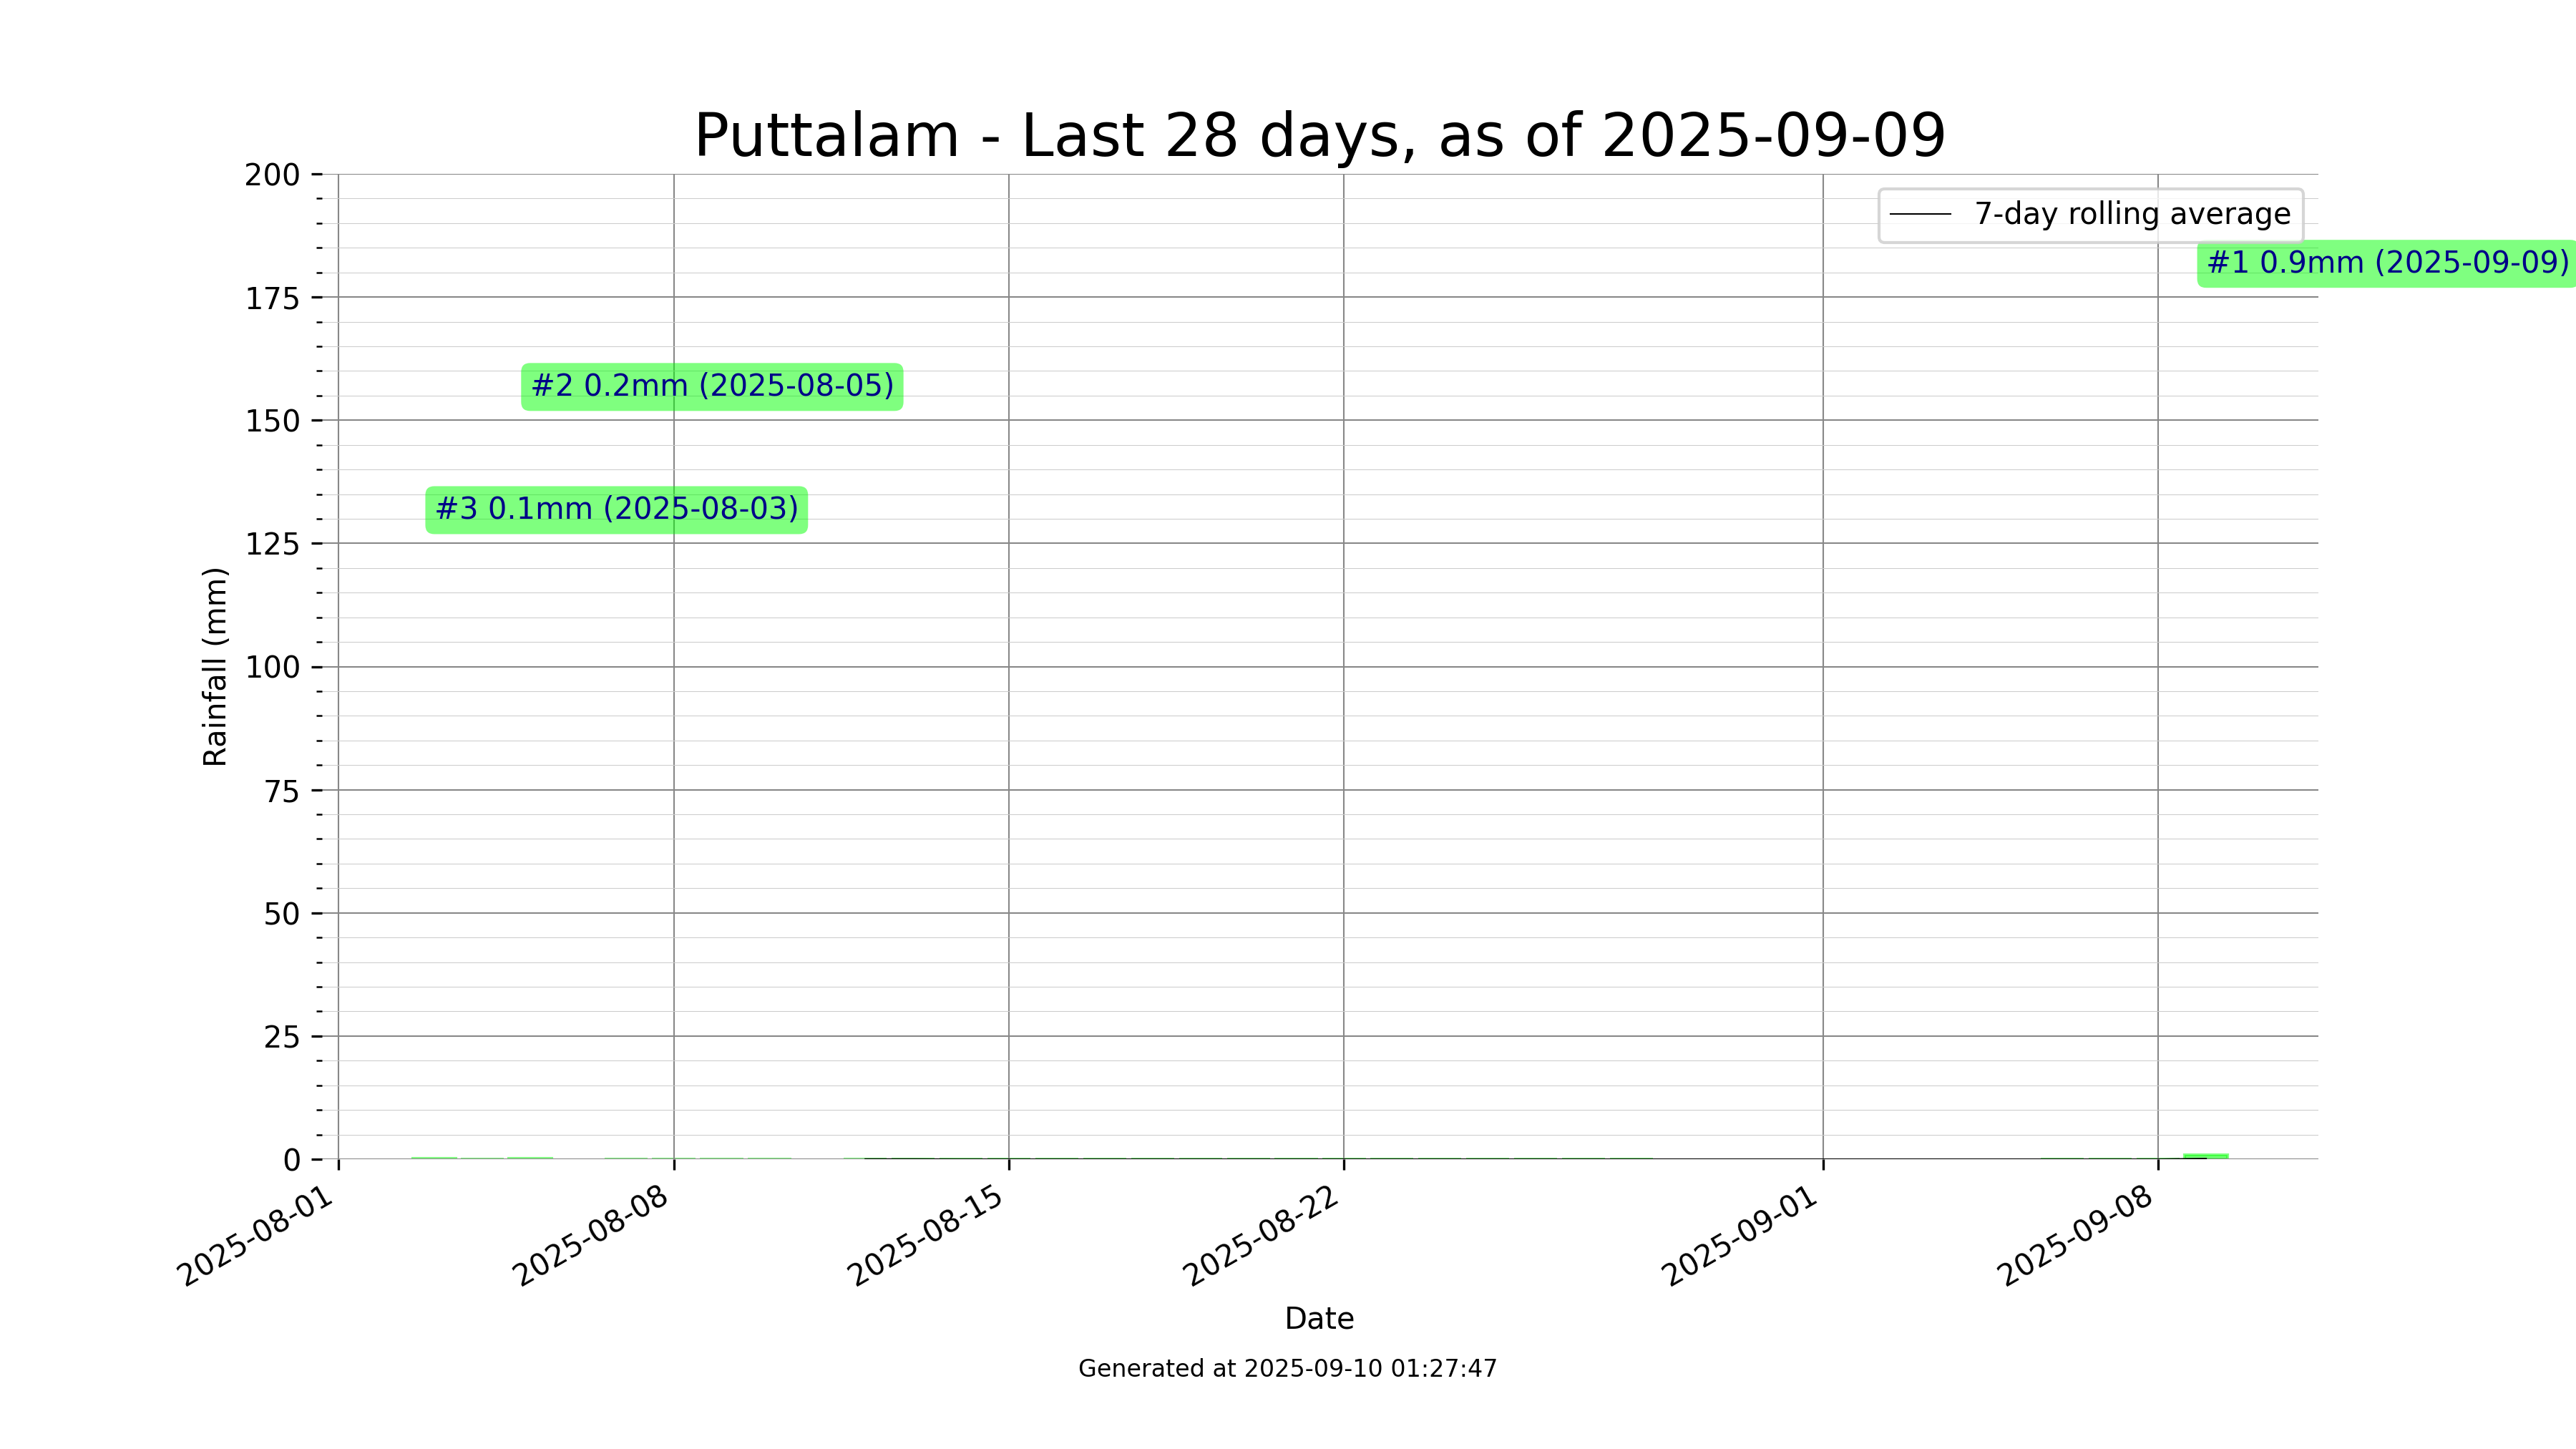 Puttalam - Last 28 days, as of 2025-09-09
200
175
150
125
100
75
50
25
0
Rainfall (mm)
7-day rolling average
#1 0.9mm (2025-09-09)
#2 0.2mm (2025-08-05)
#3 0.1mm (2025-08-03)
2025-08-01
2025-08-08
2025-08-15
2025-08-22
2025-09-01
2025-09-08
Date
Generated at 2025-09-10 01:27:47